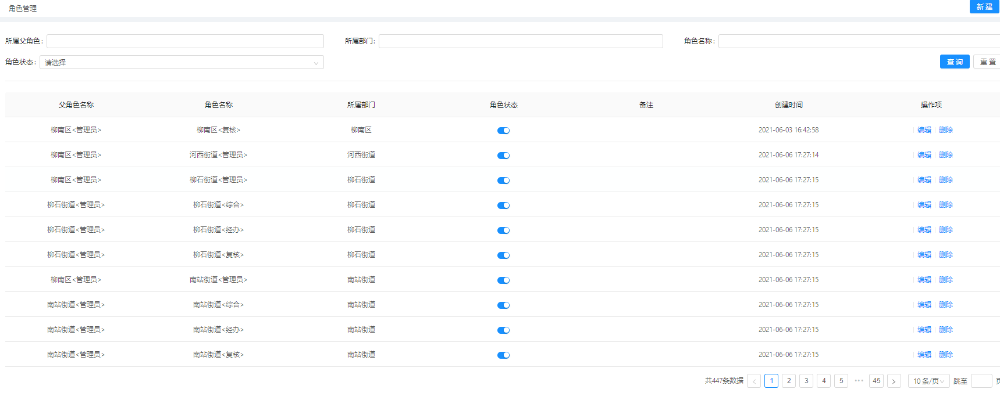 角色管理 新 建
所属父角色: 所属部门: 角色名称:
角色状态: 请选择 查 询 重 置
父角色名称 角色名称 所属部门 角色状态 备注 创建时间 操作项
柳南区<管理员> 柳南区<复核> 柳南区 2021-06-03 16:42:58 编辑 删除
柳南区<管理员> 河西街道<管理员> 河西街道 2021-06-06 17:27:14 编辑 删除
柳南区<管理员> 柳石街道<管理员> 柳石街道 2021-06-06 17:27:15 编辑 删除
柳石街道<管理员> 柳石街道<综合> 柳石街道 2021-06-06 17:27:15 编辑 删除
柳石街道<管理员> 柳石街道<经办> 柳石街道 2021-06-06 17:27:15 编辑 删除
柳石街道<管理员> 柳石街道<复核> 柳石街道 2021-06-06 17:27:15 编辑 删除
柳南区<管理员> 南站街道<管理员> 南站街道 2021-06-06 17:27:15 编辑 删除
南站街道<管理员> 南站街道<综合> 南站街道 2021-06-06 17:27:15 编辑 删除
南站街道<管理员> 南站街道<经办> 南站街道 2021-06-06 17:27:15 编辑 删除
南站街道<管理员> 南站街道<复核> 南站街道 2021-06-06 17:27:15 编辑 删除
共447条数据 < 1 2 3 4 5 ••• 45 > 10 条/页 跳至